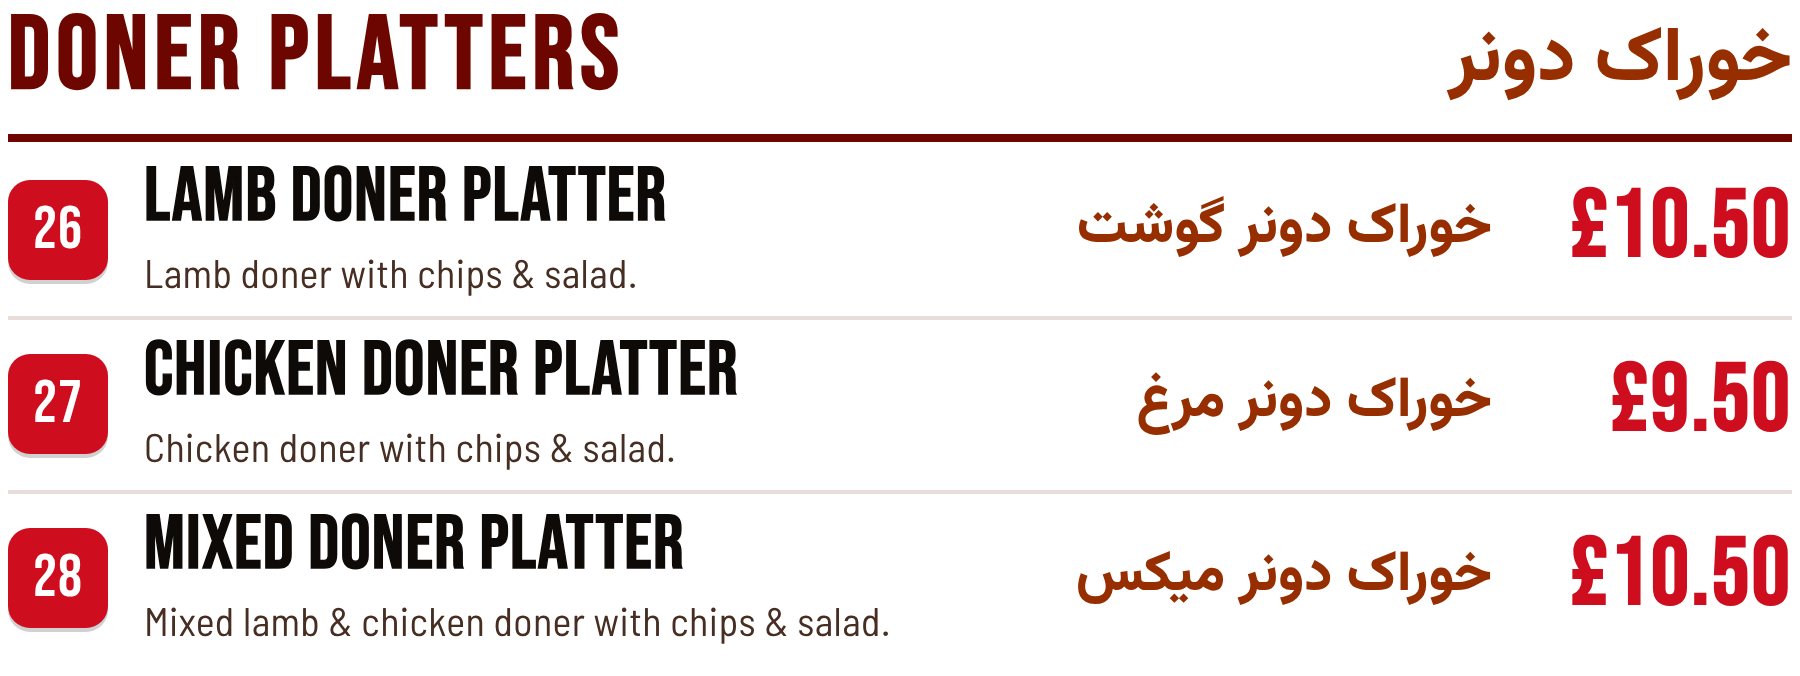 DONER PLATTERS خوراک دونر
26 LAMB DONER PLATTER خوراک دونر گوشت £10.50
Lamb doner with chips & salad.
27 CHICKEN DONER PLATTER خوراک دونر مرغ £9.50
Chicken doner with chips & salad.
28 MIXED DONER PLATTER خوراک دونر میکس £10.50
Mixed lamb & chicken doner with chips & salad.